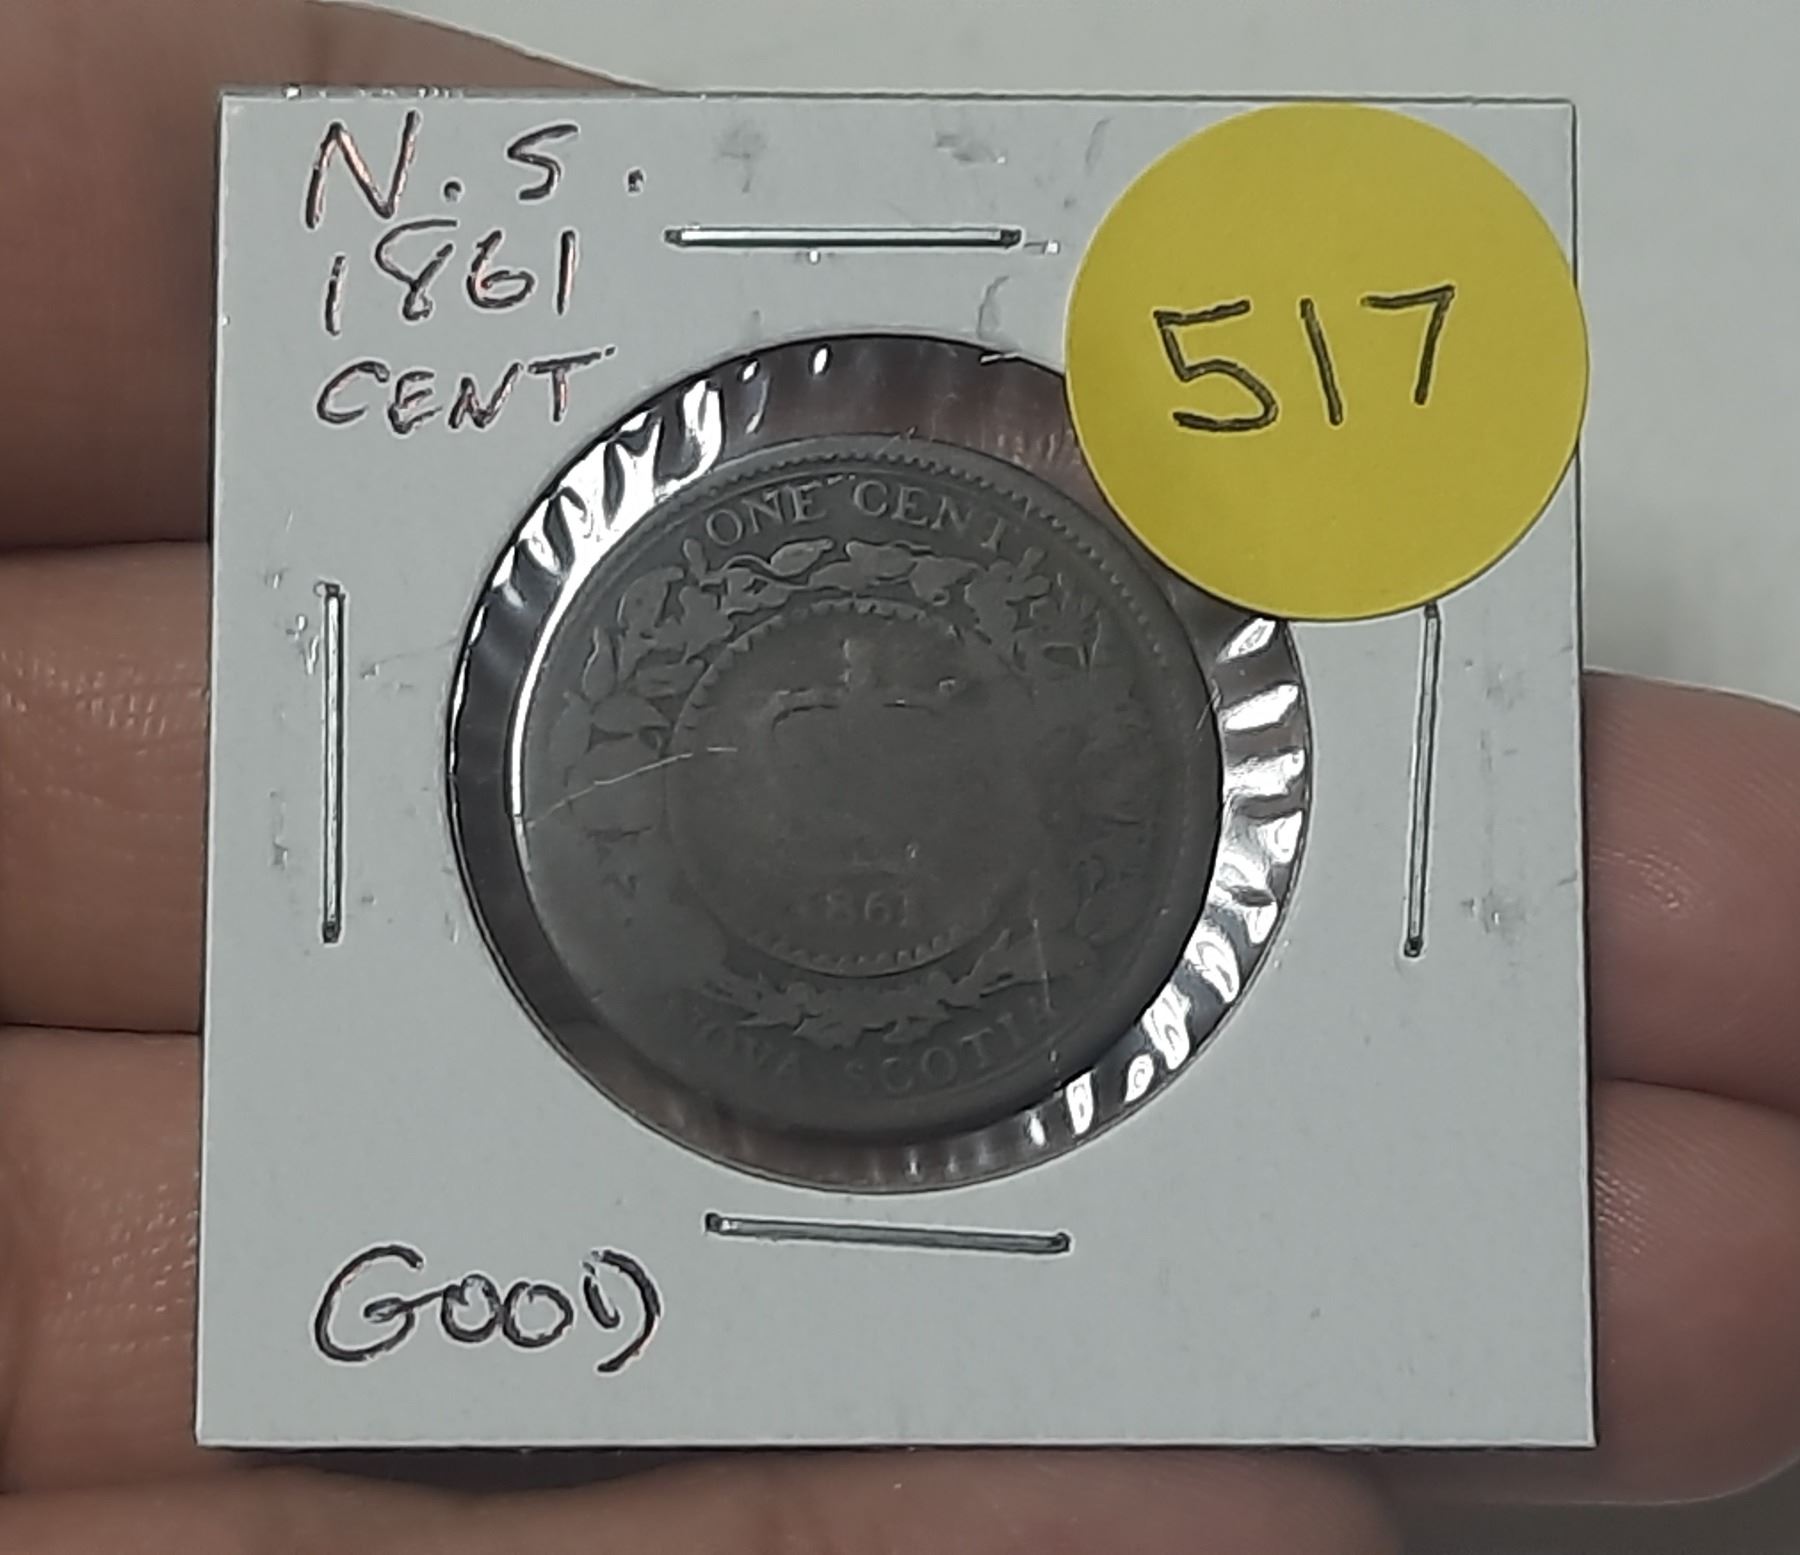 N.S.
1861
CENT
517
ONE CENT
1861
NOVA SCOTIA
GOOD